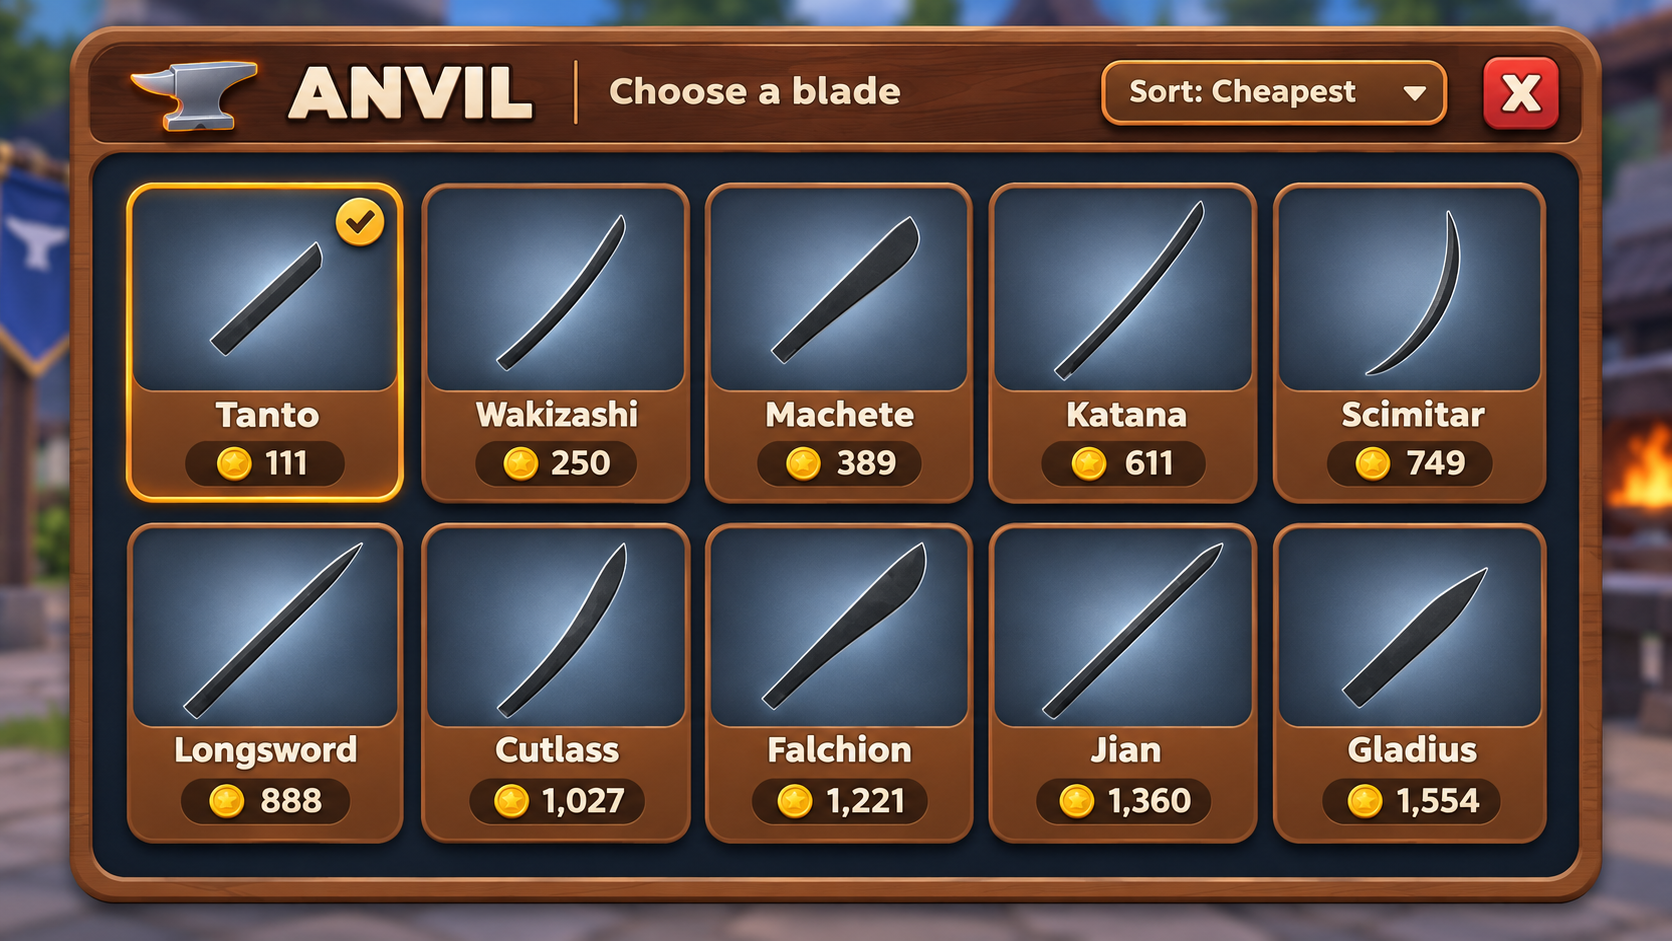 ANVIL
Choose a blade
Sort: Cheapest
X
Tanto
111
Wakizashi
250
Machete
389
Katana
611
Scimitar
749
Longsword
888
Cutlass
1,027
Falchion
1,221
Jian
1,360
Gladius
1,554